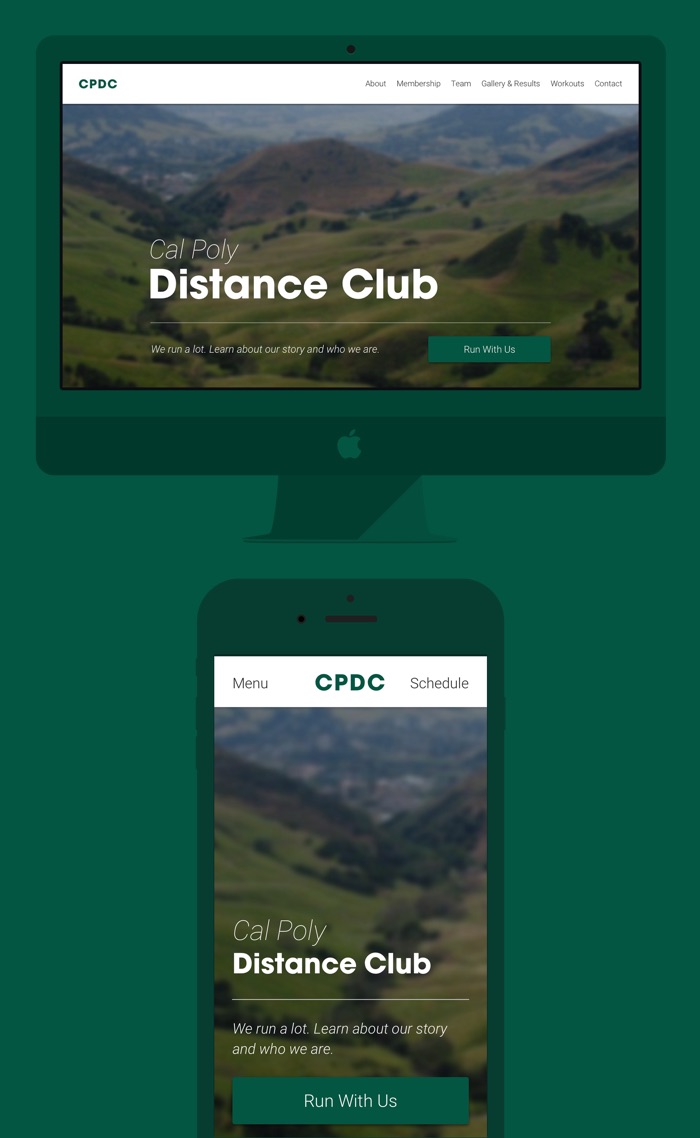 CPDC
About Membership Team Gallery & Results Workouts Contact
Cal Poly
Distance Club
We run a lot. Learn about our story and who we are.
Run With Us
Menu
CPDC
Schedule
Cal Poly
Distance Club
We run a lot. Learn about our story
and who we are.
Run With Us